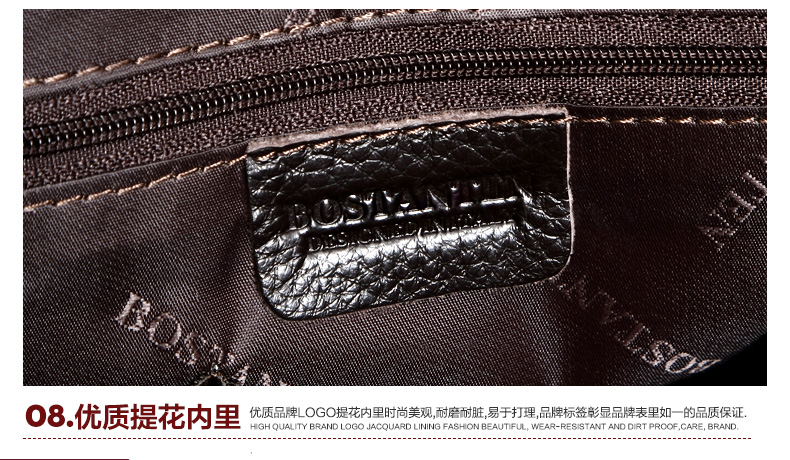 BOSTANTEN
DESIGNED IN ITALY
TEN
BOSTAN
BOSTAN
08.优质提花内里
优质品牌LOGO提花内里时尚美观,耐磨耐脏,易于打理,品牌标签彰显品牌表里如一的品质保证.
HIGH QUALITY BRAND LOGO JACQUARD LINING FASHION BEAUTIFUL, WEAR-RESISTANT AND DIRT PROOF,CARE, BRAND.